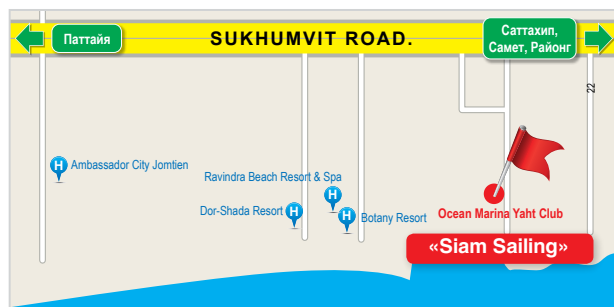 Паттайя
SUKHUMVIT ROAD.
Саттахип,
Самет, Районг
22
H Ambassador City Jomtien
Ravindra Beach Resort & Spa
H
Dor-Shada Resort H
H Botany Resort
Ocean Marina Yaht Club
«Siam Sailing»